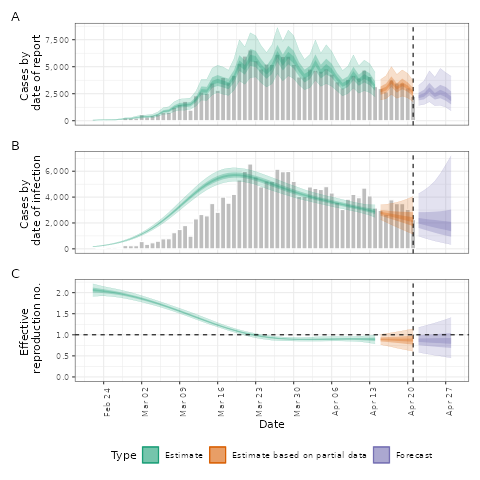 A
Cases by
date of report
7,500
5,000
2,500
0
B
Cases by
date of infection
6,000
4,000
2,000
0
C
Effective
reproduction no.
2.0
1.5
1.0
0.5
0.0
Feb 24
Mar 02
Mar 09
Mar 16
Mar 23
Mar 30
Apr 06
Apr 13
Apr 20
Apr 27
Date
Type Estimate Estimate based on partial data Forecast